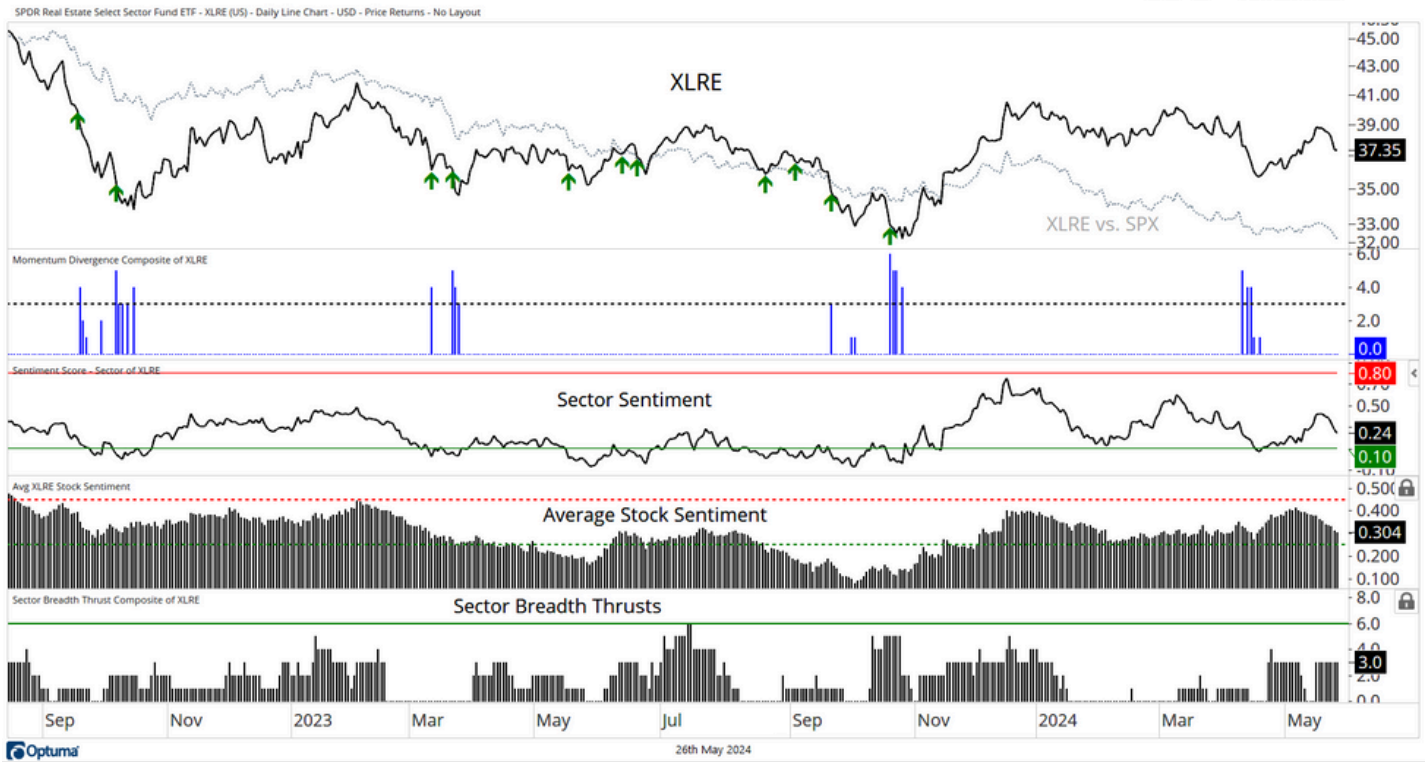 SPDR Real Estate Select Sector Fund ETF - XLRE (US) - Daily Line Chart - USD - Price Returns - No Layout
XLRE
XLRE vs. SPX
45.00
43.00
41.00
39.00
37.35
35.00
33.00
32.00
Momentum Divergence Composite of XLRE
6.0
4.0
2.0
0.0
Sentiment Score - Sector of XLRE
Sector Sentiment
0.80
0.70
0.50
0.24
0.10
-0.10
Avg XLRE Stock Sentiment
Average Stock Sentiment
0.500
0.400
0.304
0.200
0.100
Sector Breadth Thrust Composite of XLRE
Sector Breadth Thrusts
8.0
6.0
4.0
3.0
2.0
0.0
Sep Nov 2023 Mar May Jul Sep Nov 2024 Mar May
Optuma
26th May 2024